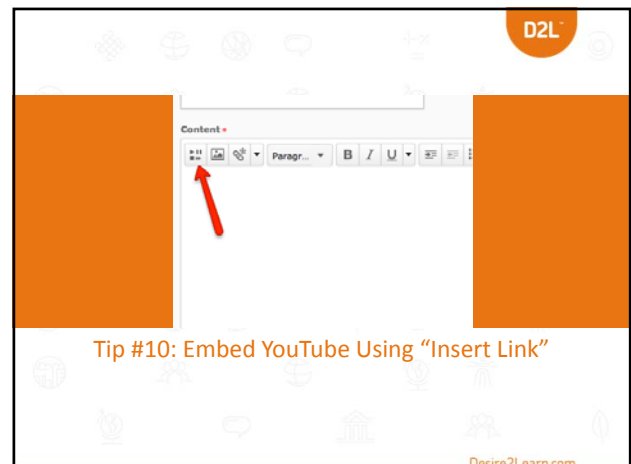 D2L
Content
Paragr... B I U
Tip #10: Embed YouTube Using “Insert Link”
Desire2Learn.com